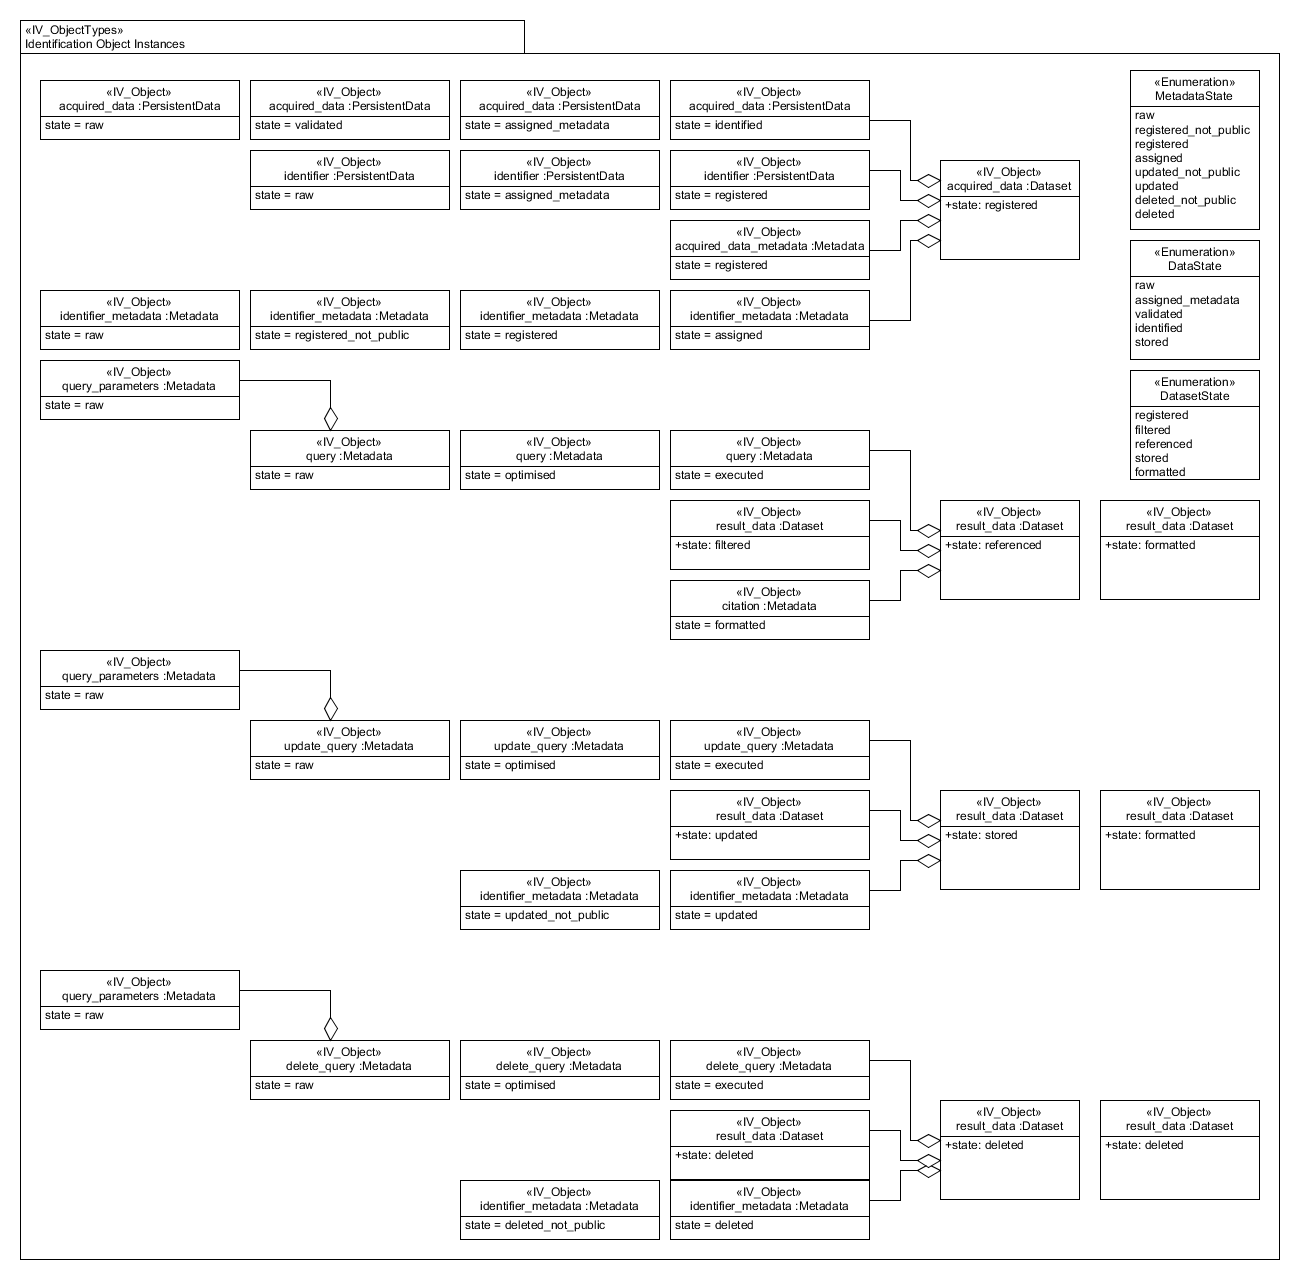 «IV_ObjectTypes»
Identification Object Instances
«IV_Object»
acquired_data :PersistentData
state = raw
«IV_Object»
acquired_data :PersistentData
state = validated
«IV_Object»
acquired_data :PersistentData
state = assigned_metadata
«IV_Object»
acquired_data :PersistentData
state = identified
«Enumeration»
MetadataState
raw
registered_not_public
registered
assigned
updated_not_public
updated
deleted_not_public
deleted
«IV_Object»
identifier :PersistentData
state = raw
«IV_Object»
identifier :PersistentData
state = assigned_metadata
«IV_Object»
identifier :PersistentData
state = registered
«IV_Object»
acquired_data :Dataset
+state: registered
«IV_Object»
acquired_data_metadata :Metadata
state = registered
«Enumeration»
DataState
raw
assigned_metadata
validated
identified
stored
«IV_Object»
identifier_metadata :Metadata
state = raw
«IV_Object»
identifier_metadata :Metadata
state = registered_not_public
«IV_Object»
identifier_metadata :Metadata
state = registered
«IV_Object»
identifier_metadata :Metadata
state = assigned
«IV_Object»
query_parameters :Metadata
state = raw
«Enumeration»
DatasetState
registered
filtered
referenced
stored
formatted
«IV_Object»
query :Metadata
state = raw
«IV_Object»
query :Metadata
state = optimised
«IV_Object»
query :Metadata
state = executed
«IV_Object»
result_data :Dataset
+state: filtered
«IV_Object»
result_data :Dataset
+state: referenced
«IV_Object»
result_data :Dataset
+state: formatted
«IV_Object»
citation :Metadata
state = formatted
«IV_Object»
query_parameters :Metadata
state = raw
«IV_Object»
update_query :Metadata
state = raw
«IV_Object»
update_query :Metadata
state = optimised
«IV_Object»
update_query :Metadata
state = executed
«IV_Object»
result_data :Dataset
+state: updated
«IV_Object»
result_data :Dataset
+state: stored
«IV_Object»
result_data :Dataset
+state: formatted
«IV_Object»
identifier_metadata :Metadata
state = updated_not_public
«IV_Object»
identifier_metadata :Metadata
state = updated
«IV_Object»
query_parameters :Metadata
state = raw
«IV_Object»
delete_query :Metadata
state = raw
«IV_Object»
delete_query :Metadata
state = optimised
«IV_Object»
delete_query :Metadata
state = executed
«IV_Object»
result_data :Dataset
+state: deleted
«IV_Object»
result_data :Dataset
+state: deleted
«IV_Object»
result_data :Dataset
+state: deleted
«IV_Object»
identifier_metadata :Metadata
state = deleted_not_public
«IV_Object»
identifier_metadata :Metadata
state = deleted